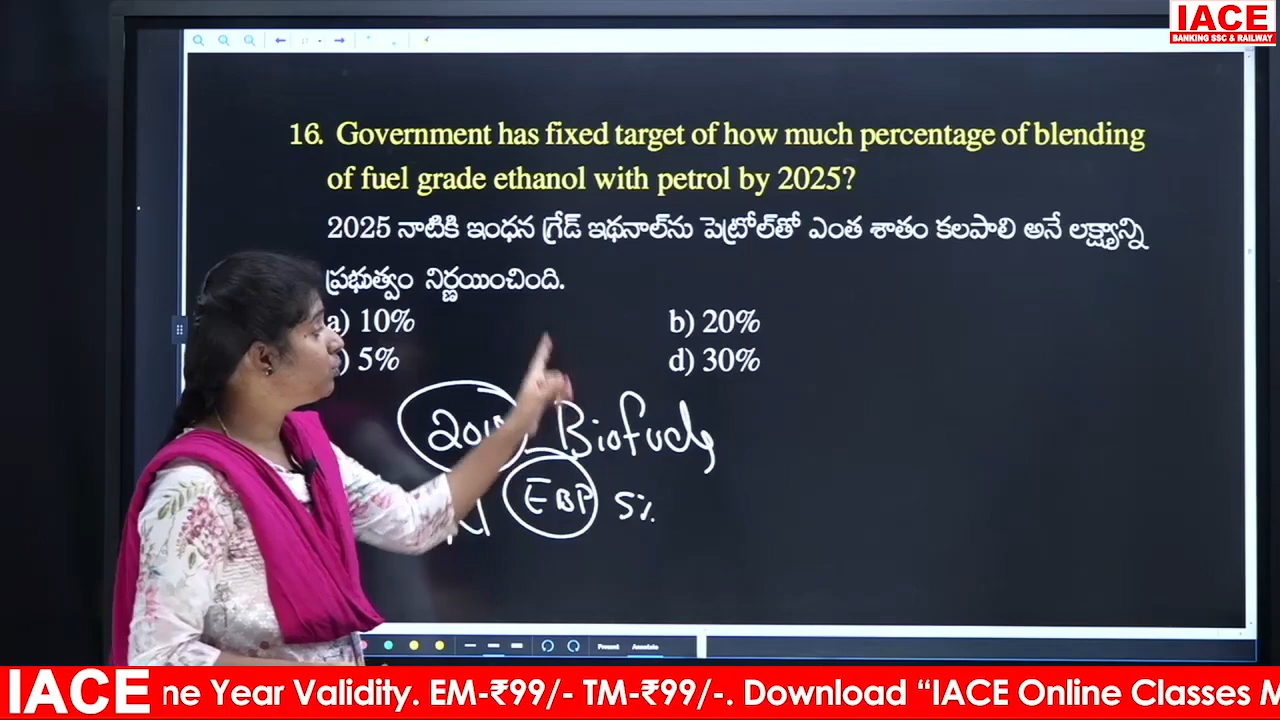 IACE
BANKING SSC & RAILWAY
16. Government has fixed target of how much percentage of blending
of fuel grade ethanol with petrol by 2025?
2025 నాటికి ఇంధన గ్రేడ్ ఇథనాల్‌ను పెట్రోల్‌తో ఎంత శాతం కలపాలి అనే లక్ష్యాన్ని
ప్రభుత్వం నిర్ణయించింది.
a) 10% b) 20%
) 5% d) 30%
Biofuels
EBP 5%
Present Annotate
IACE ne Year Validity. EM-₹99/- TM-₹99/-. Download “IACE Online Classes M